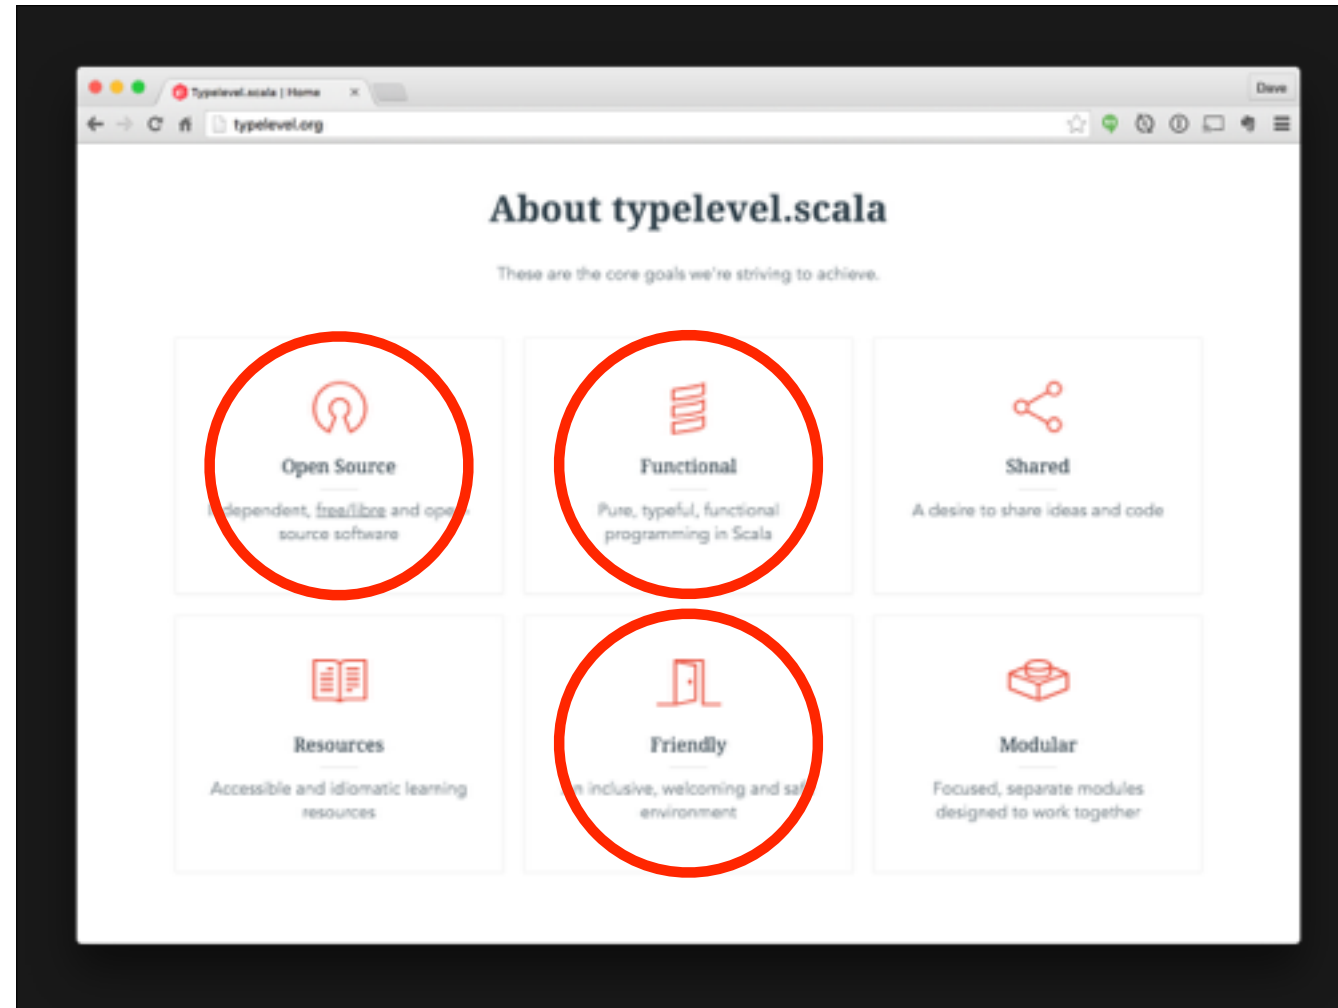 Typelevel.scala | Home
Dave
typelevel.org
About typelevel.scala
These are the core goals we're striving to achieve.
Open Source
Functional
Shared
dependent, free/libre and open
source software
Pure, typeful, functional
programming in Scala
A desire to share ideas and code
Resources
Friendly
Modular
Accessible and idiomatic learning
resources
n inclusive, welcoming and saf
environment
Focused, separate modules
designed to work together